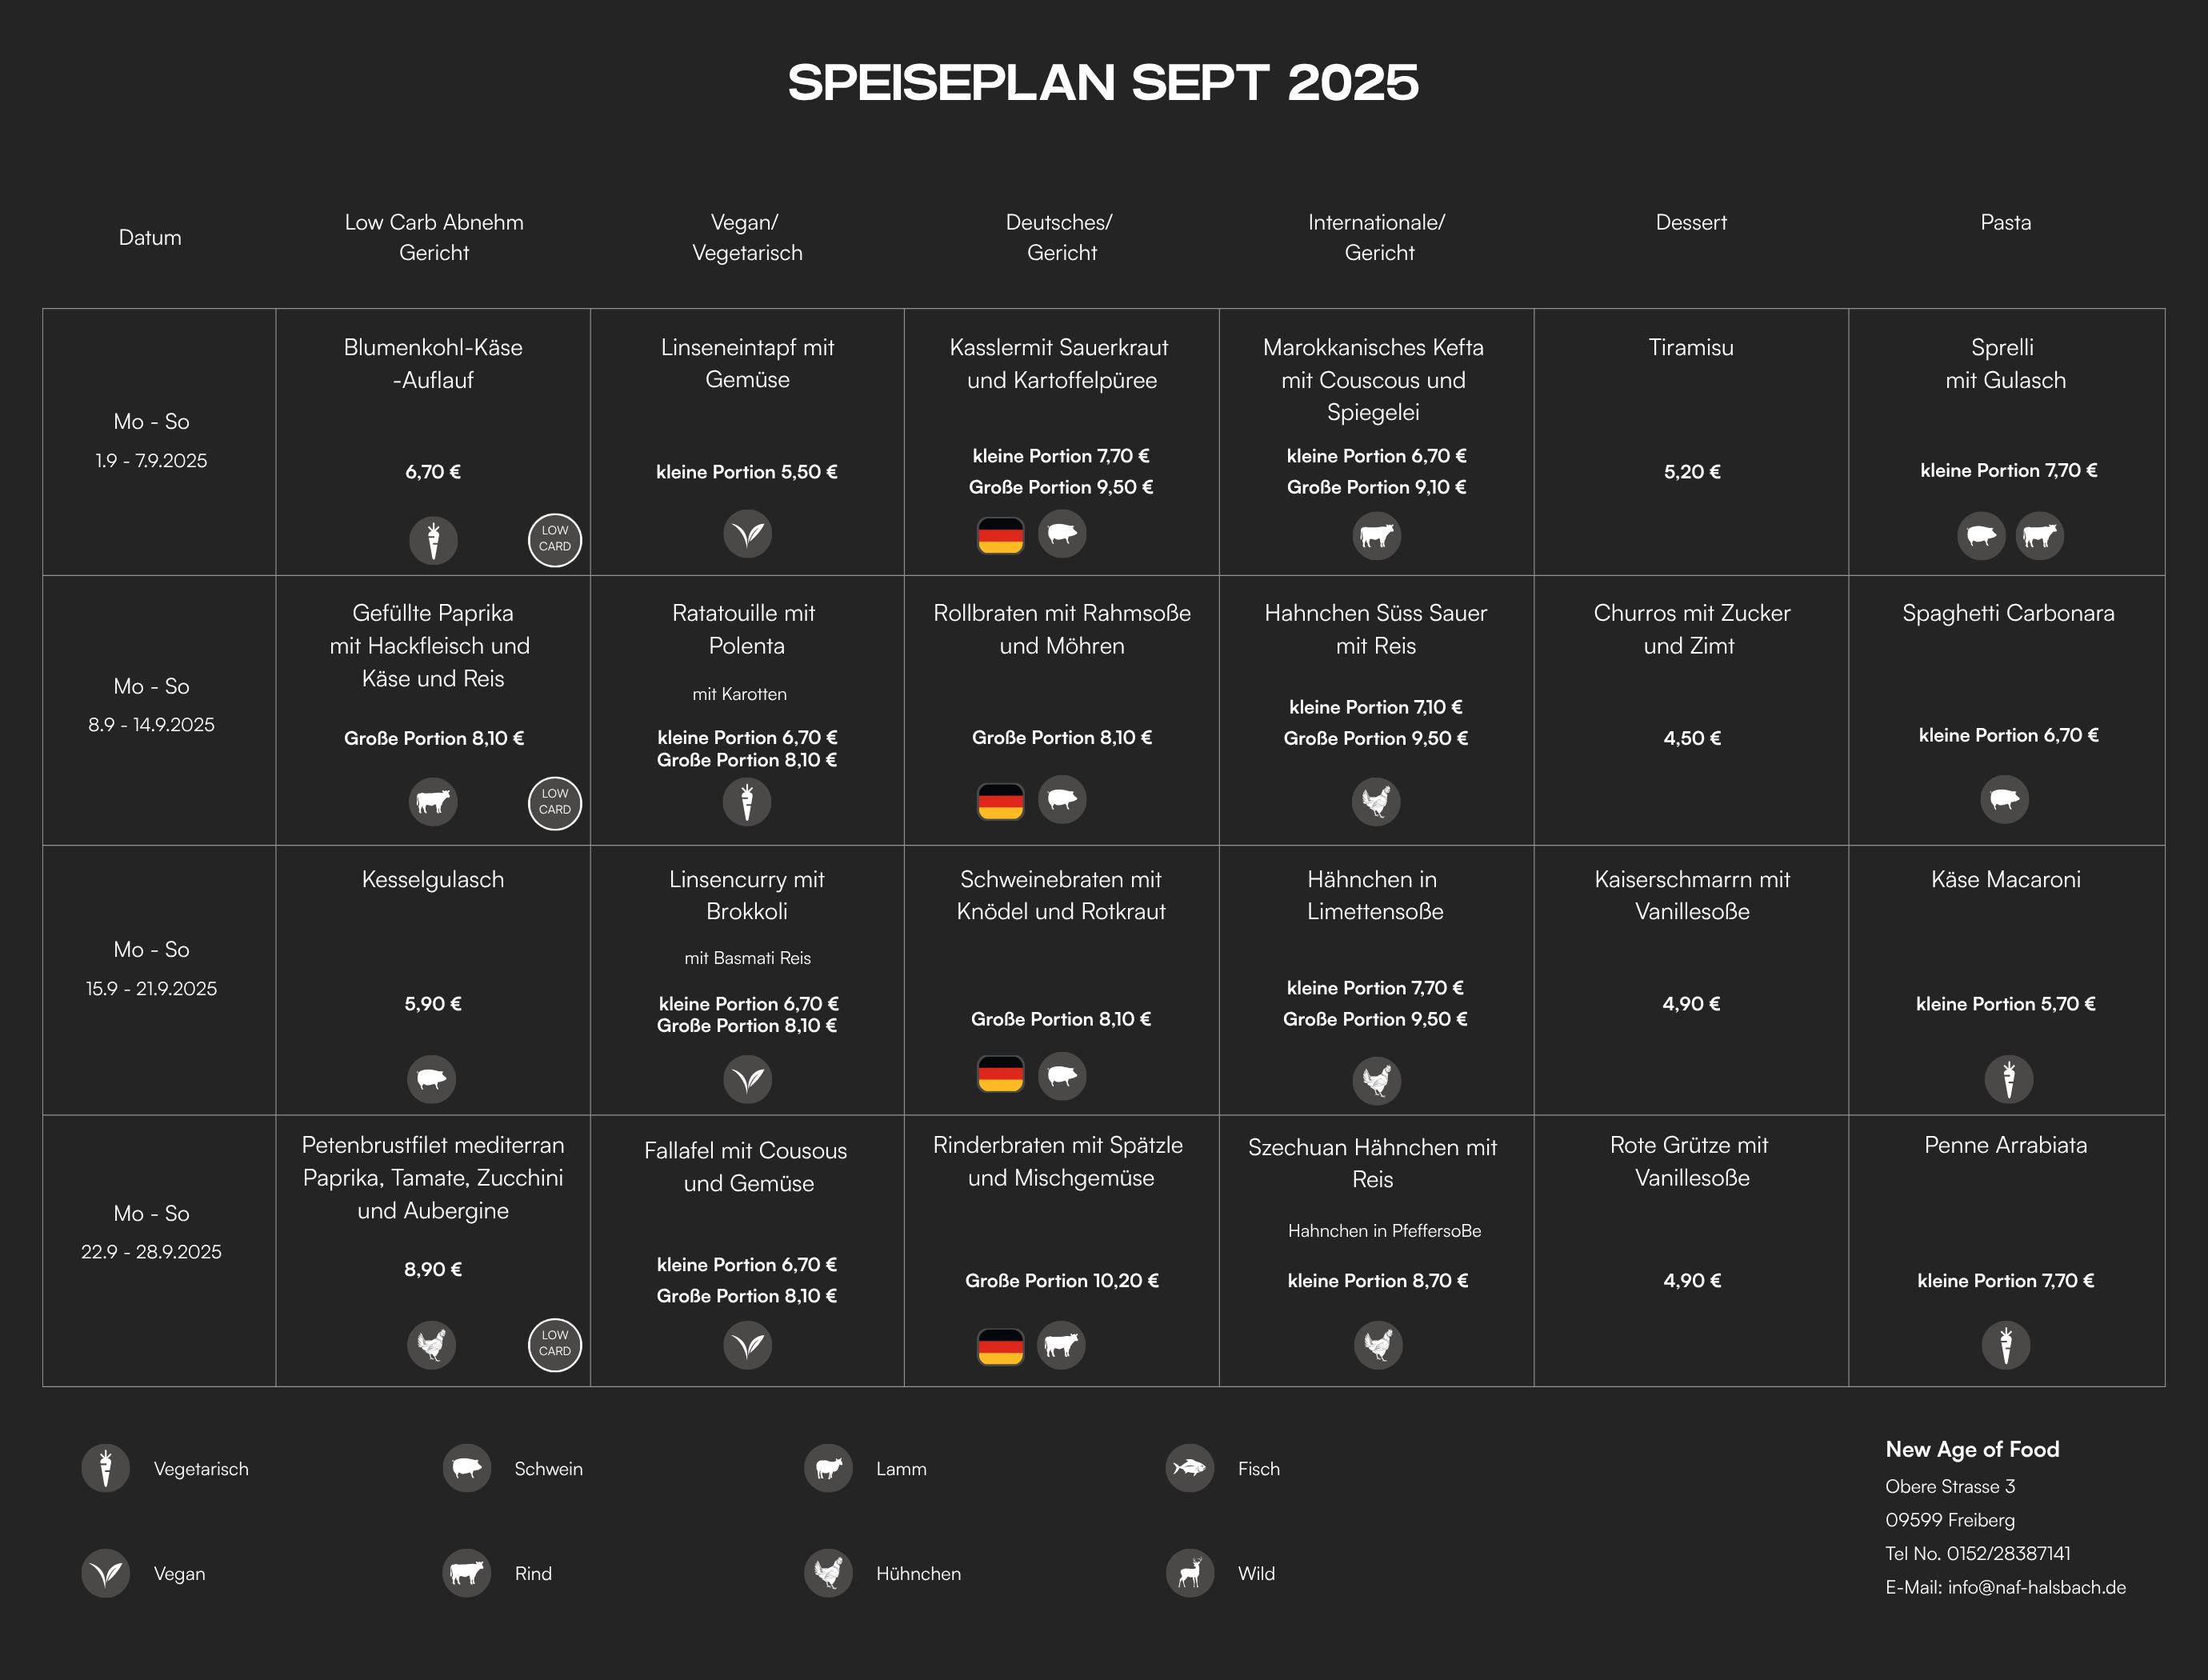 SPEISEPLAN SEPT 2025
Datum
Low Carb Abnehm
Gericht
Vegan/
Vegetarisch
Deutsches/
Gericht
Internationale/
Gericht
Dessert
Pasta
Mo - So
1.9 - 7.9.2025
Blumenkohl-Käse
-Auflauf
6,70 €
LOW
CARD
Linseneintapf mit
Gemüse
kleine Portion 5,50 €
Kasslermit Sauerkraut
und Kartoffelpüree
kleine Portion 7,70 €
Große Portion 9,50 €
Marokkanisches Kefta
mit Couscous und
Spiegelei
kleine Portion 6,70 €
Große Portion 9,10 €
Tiramisu
5,20 €
Sprelli
mit Gulasch
kleine Portion 7,70 €
Mo - So
8.9 - 14.9.2025
Gefüllte Paprika
mit Hackfleisch und
Käse und Reis
Große Portion 8,10 €
LOW
CARD
Ratatouille mit
Polenta
mit Karotten
kleine Portion 6,70 €
Große Portion 8,10 €
Rollbraten mit Rahmsoße
und Möhren
Große Portion 8,10 €
Hahnchen Süss Sauer
mit Reis
kleine Portion 7,10 €
Große Portion 9,50 €
Churros mit Zucker
und Zimt
4,50 €
Spaghetti Carbonara
kleine Portion 6,70 €
Mo - So
15.9 - 21.9.2025
Kesselgulasch
5,90 €
Linsencurry mit
Brokkoli
mit Basmati Reis
kleine Portion 6,70 €
Große Portion 8,10 €
Schweinebraten mit
Knödel und Rotkraut
Große Portion 8,10 €
Hähnchen in
Limettensoße
kleine Portion 7,70 €
Große Portion 9,50 €
Kaiserschmarrn mit
Vanillesoße
4,90 €
Käse Macaroni
kleine Portion 5,70 €
Mo - So
22.9 - 28.9.2025
Petenbrustfilet mediterran
Paprika, Tamate, Zucchini
und Aubergine
8,90 €
LOW
CARD
Fallafel mit Cousous
und Gemüse
kleine Portion 6,70 €
Große Portion 8,10 €
Rinderbraten mit Spätzle
und Mischgemüse
Große Portion 10,20 €
Szechuan Hähnchen mit
Reis
Hahnchen in PfeffersoBe
kleine Portion 8,70 €
Rote Grütze mit
Vanillesoße
4,90 €
Penne Arrabiata
kleine Portion 7,70 €
Vegetarisch
Schwein
Lamm
Fisch
Vegan
Rind
Hühnchen
Wild
New Age of Food
Obere Strasse 3
09599 Freiberg
Tel No. 0152/28387141
E-Mail: info@naf-halsbach.de